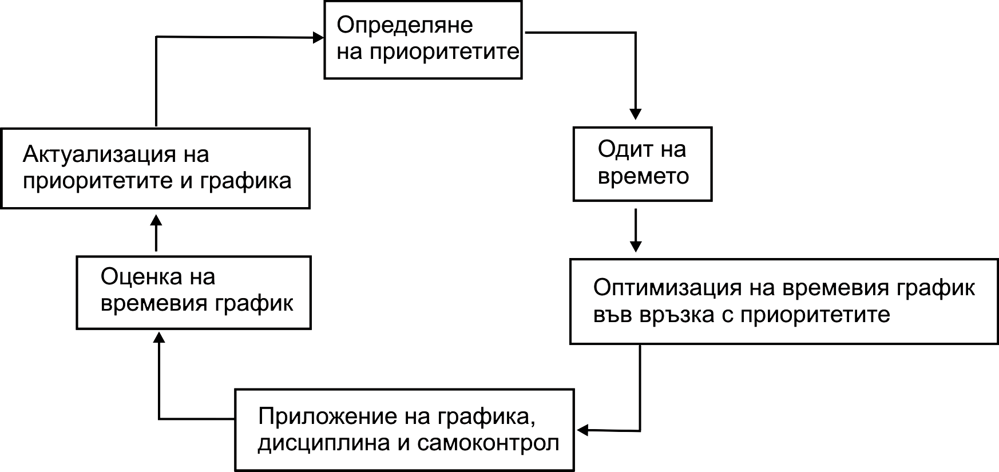 Определяне
на приоритетите
Одит на
времето
Оптимизация на времевия график
във връзка с приоритетите
Приложение на графика,
дисциплина и самоконтрол
Оценка на
времевия график
Актуализация на
приоритетите и графика